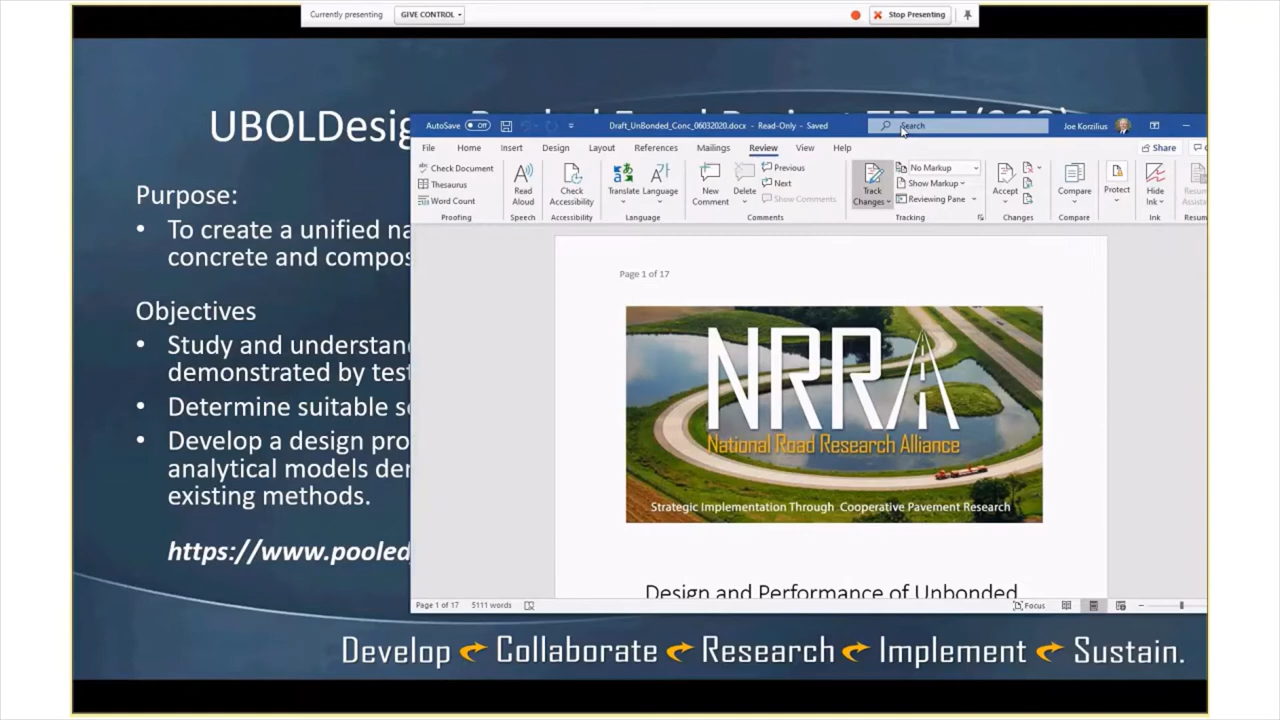 Currently presenting
GIVE CONTROL
Stop Presenting
UBOLDesig
Purpose:
• To create a unified na
concrete and compos
Objectives
• Study and understan
demonstrated by test
• Determine suitable s
• Develop a design pro
analytical models de
existing methods.
https://www.pooled
AutoSave Off
Draft_UnBonded_Conc_06032020.docx - Read-Only - Saved
Search
Joe Korzilius
File Home Insert Design Layout References Mailings Review View Help
Share
Check Document
Thesaurus
Word Count
Proofing
Read Aloud
Speech
Check Accessibility
Accessibility
Translate Language
Language
New Comment
Delete
Previous
Next
Show Comments
Comments
Track Changes
No Markup
Show Markup
Reviewing Pane
Tracking
Accept
Changes
Compare
Compare
Protect
Hide Ink
Ink
Page 1 of 17
NRRA
National Road Research Alliance
Strategic Implementation Through Cooperative Pavement Research
Design and Performance of Unbonded
Page 1 of 17 5111 words
Focus
Develop Collaborate Research Implement Sustain.